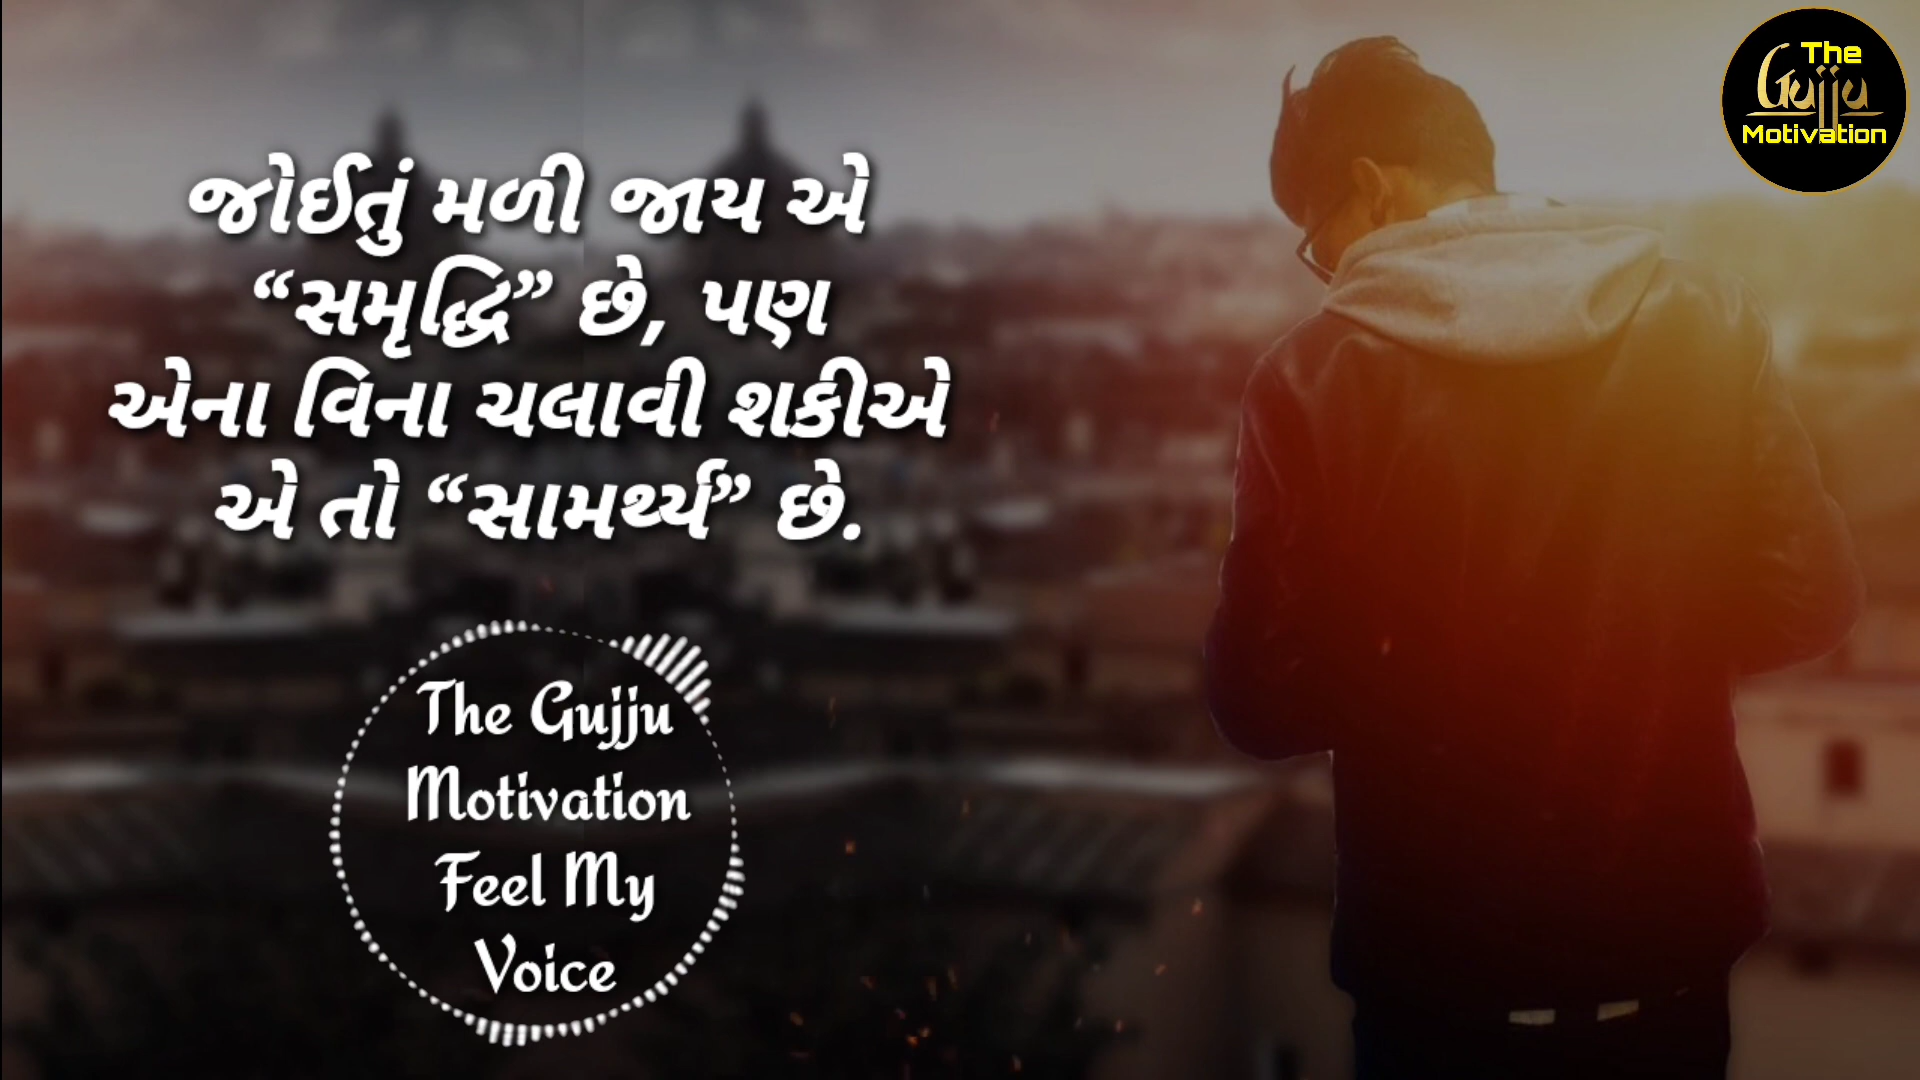 જોઈતું મળી જાય એ
“સમૃદ્ધિ” છે, પણ
એના વિના ચલાવી શકીએ
એ તો “સામર્થ્ય” છે.
The Gujju
Motivation
Feel My
Voice
The
Gujju
Motivation